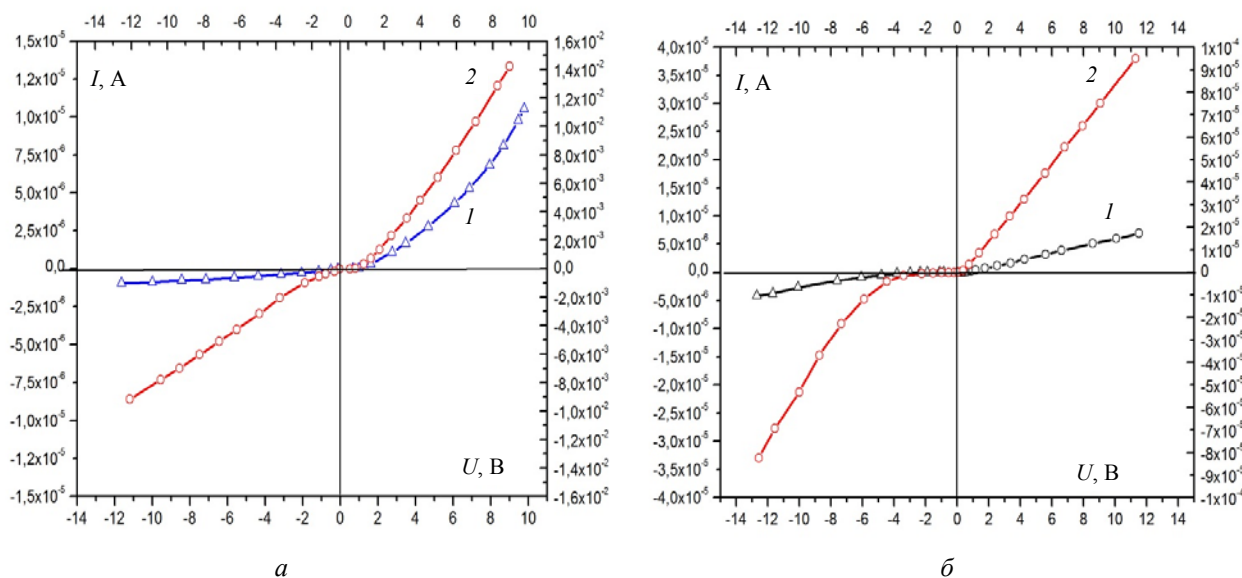 -12 -10 -8 -6 -4 -2 0 2 4 6 8 10
1,5x10⁻⁵
1,2x10⁻⁵
1,0x10⁻⁵
7,5x10⁻⁶
5,0x10⁻⁶
2,5x10⁻⁶
0,0
-2,5x10⁻⁶
-5,0x10⁻⁶
-7,5x10⁻⁶
-1,0x10⁻⁵
-1,2x10⁻⁵
-1,5x10⁻⁵
I, А
2
1
U, В
1,6x10⁻²
1,4x10⁻²
1,2x10⁻²
1,0x10⁻²
8,0x10⁻³
6,0x10⁻³
4,0x10⁻³
2,0x10⁻³
0,0
-2,0x10⁻³
-4,0x10⁻³
-6,0x10⁻³
-8,0x10⁻³
-1,0x10⁻²
-1,2x10⁻²
-1,4x10⁻²
-1,6x10⁻²
-14 -12 -10 -8 -6 -4 -2 0 2 4 6 8 10
а
-14 -12 -10 -8 -6 -4 -2 0 2 4 6 8 10 12 14
4,0x10⁻⁵
3,5x10⁻⁵
3,0x10⁻⁵
2,5x10⁻⁵
2,0x10⁻⁵
1,5x10⁻⁵
1,0x10⁻⁵
5,0x10⁻⁶
0,0
-5,0x10⁻⁶
-1,0x10⁻⁵
-1,5x10⁻⁵
-2,0x10⁻⁵
-2,5x10⁻⁵
-3,0x10⁻⁵
-3,5x10⁻⁵
-4,0x10⁻⁵
I, А
2
1
U, В
1x10⁻⁴
9x10⁻⁵
8x10⁻⁵
7x10⁻⁵
6x10⁻⁵
5x10⁻⁵
4x10⁻⁵
3x10⁻⁵
2x10⁻⁵
1x10⁻⁵
0
-1x10⁻⁵
-2x10⁻⁵
-3x10⁻⁵
-4x10⁻⁵
-5x10⁻⁵
-6x10⁻⁵
-7x10⁻⁵
-8x10⁻⁵
-9x10⁻⁵
-1x10⁻⁴
-14 -12 -10 -8 -6 -4 -2 0 2 4 6 8 10 12 14
б